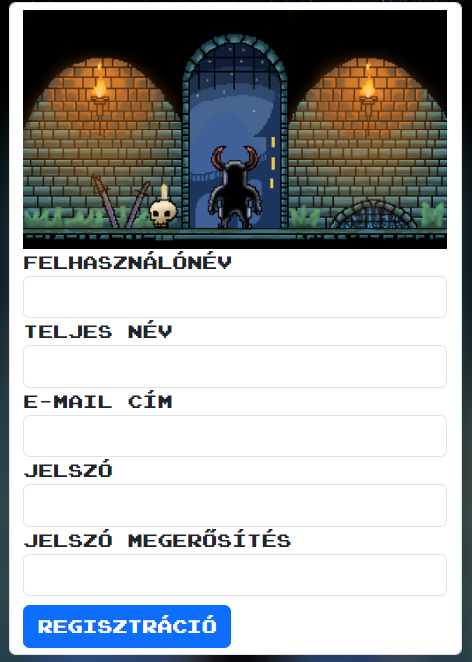 FELHASZNÁLÓNÉV
TELJES NÉV
E-MAIL CÍM
JELSZÓ
JELSZÓ MEGERŐSÍTÉS
REGISZTRÁCIÓ